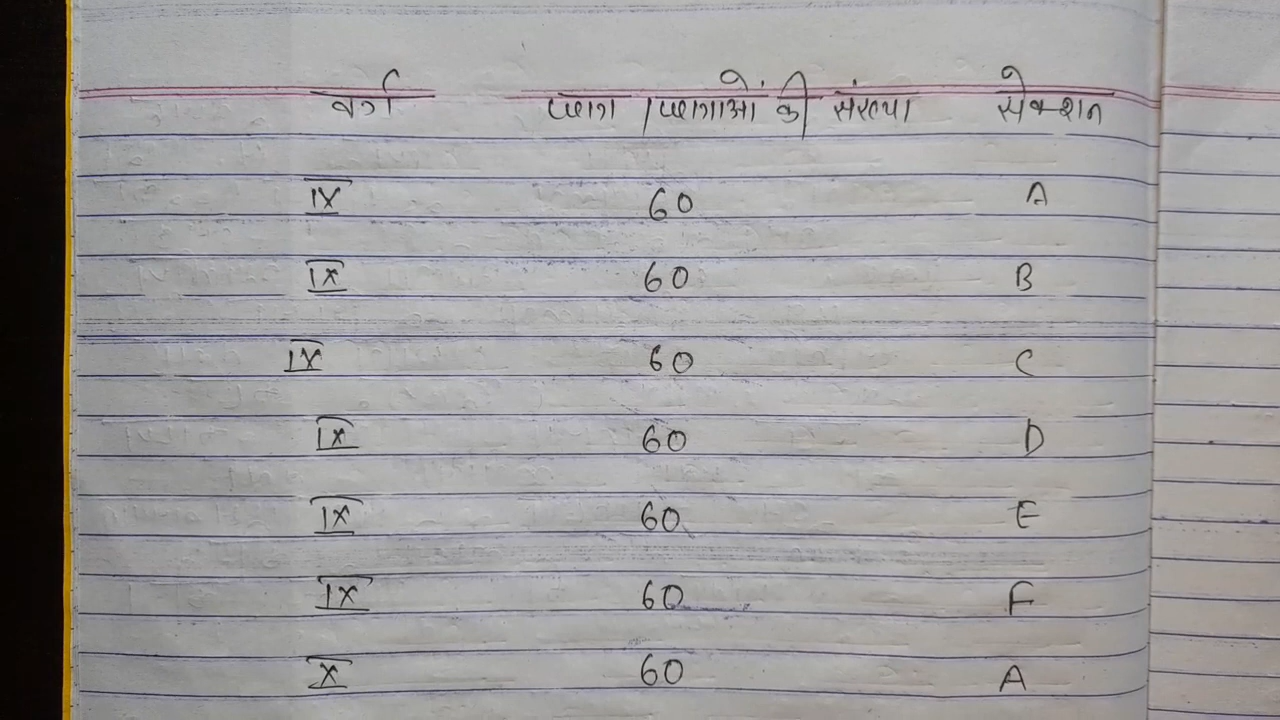 वर्ग छात्र / छात्राओं की संख्या सेक्शन
IX 60 A
IX 60 B
IX 60 C
IX 60 D
IX 60 E
IX 60 F
X 60 A